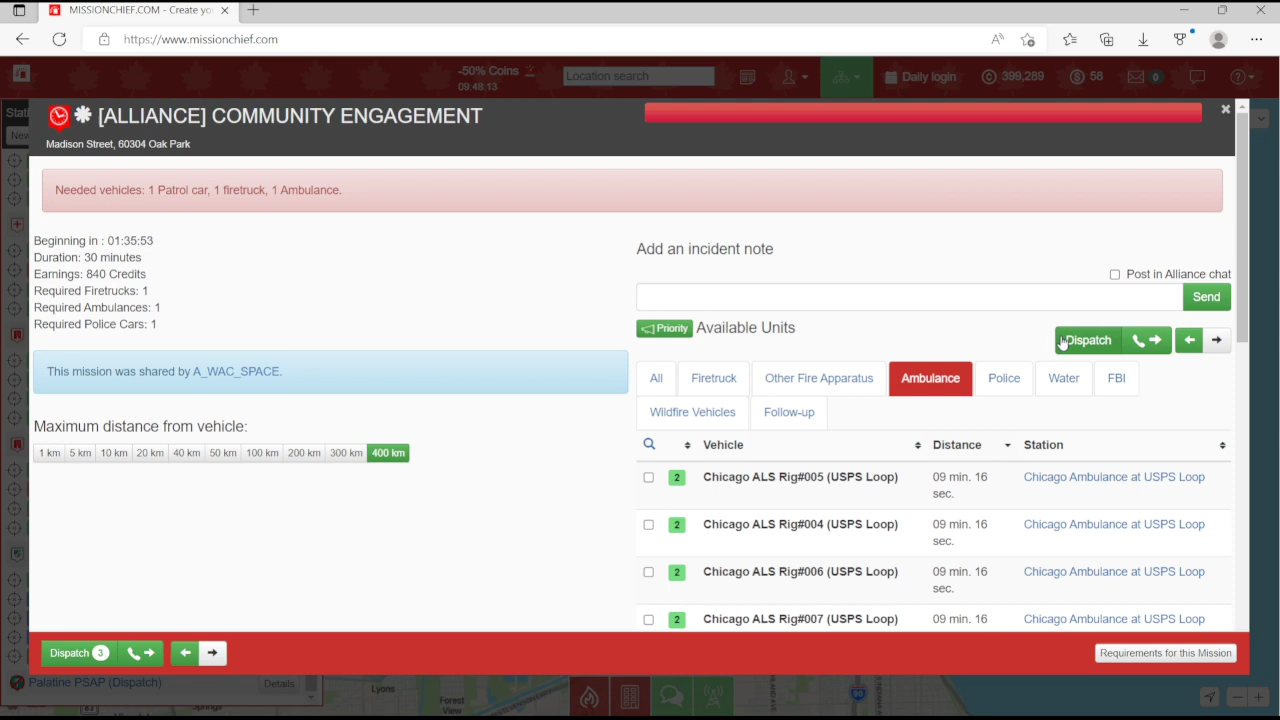 MISSIONCHIEF.COM - Create yo
https://www.missionchief.com
-50% Coins
09:48:13
Location search
Daily login
399,289
58
0
[ALLIANCE] COMMUNITY ENGAGEMENT
Madison Street, 60304 Oak Park
Needed vehicles: 1 Patrol car, 1 firetruck, 1 Ambulance.
Beginning in : 01:35:53
Duration: 30 minutes
Earnings: 840 Credits
Required Firetrucks: 1
Required Ambulances: 1
Required Police Cars: 1
This mission was shared by A_WAC_SPACE.
Maximum distance from vehicle:
1 km 5 km 10 km 20 km 40 km 50 km 100 km 200 km 300 km 400 km
Add an incident note
Post in Alliance chat
Send
Priority Available Units
Dispatch
All Firetruck Other Fire Apparatus Ambulance Police Water FBI
Wildfire Vehicles Follow-up
Vehicle Distance Station
2 Chicago ALS Rig#005 (USPS Loop) 09 min. 16 sec. Chicago Ambulance at USPS Loop
2 Chicago ALS Rig#004 (USPS Loop) 09 min. 16 sec. Chicago Ambulance at USPS Loop
2 Chicago ALS Rig#006 (USPS Loop) 09 min. 16 sec. Chicago Ambulance at USPS Loop
2 Chicago ALS Rig#007 (USPS Loop) 09 min. 16 Chicago Ambulance at USPS Loop
Dispatch 3
Requirements for this Mission
Palatine PSAP (Dispatch) Details
Lyons
Forest View
90